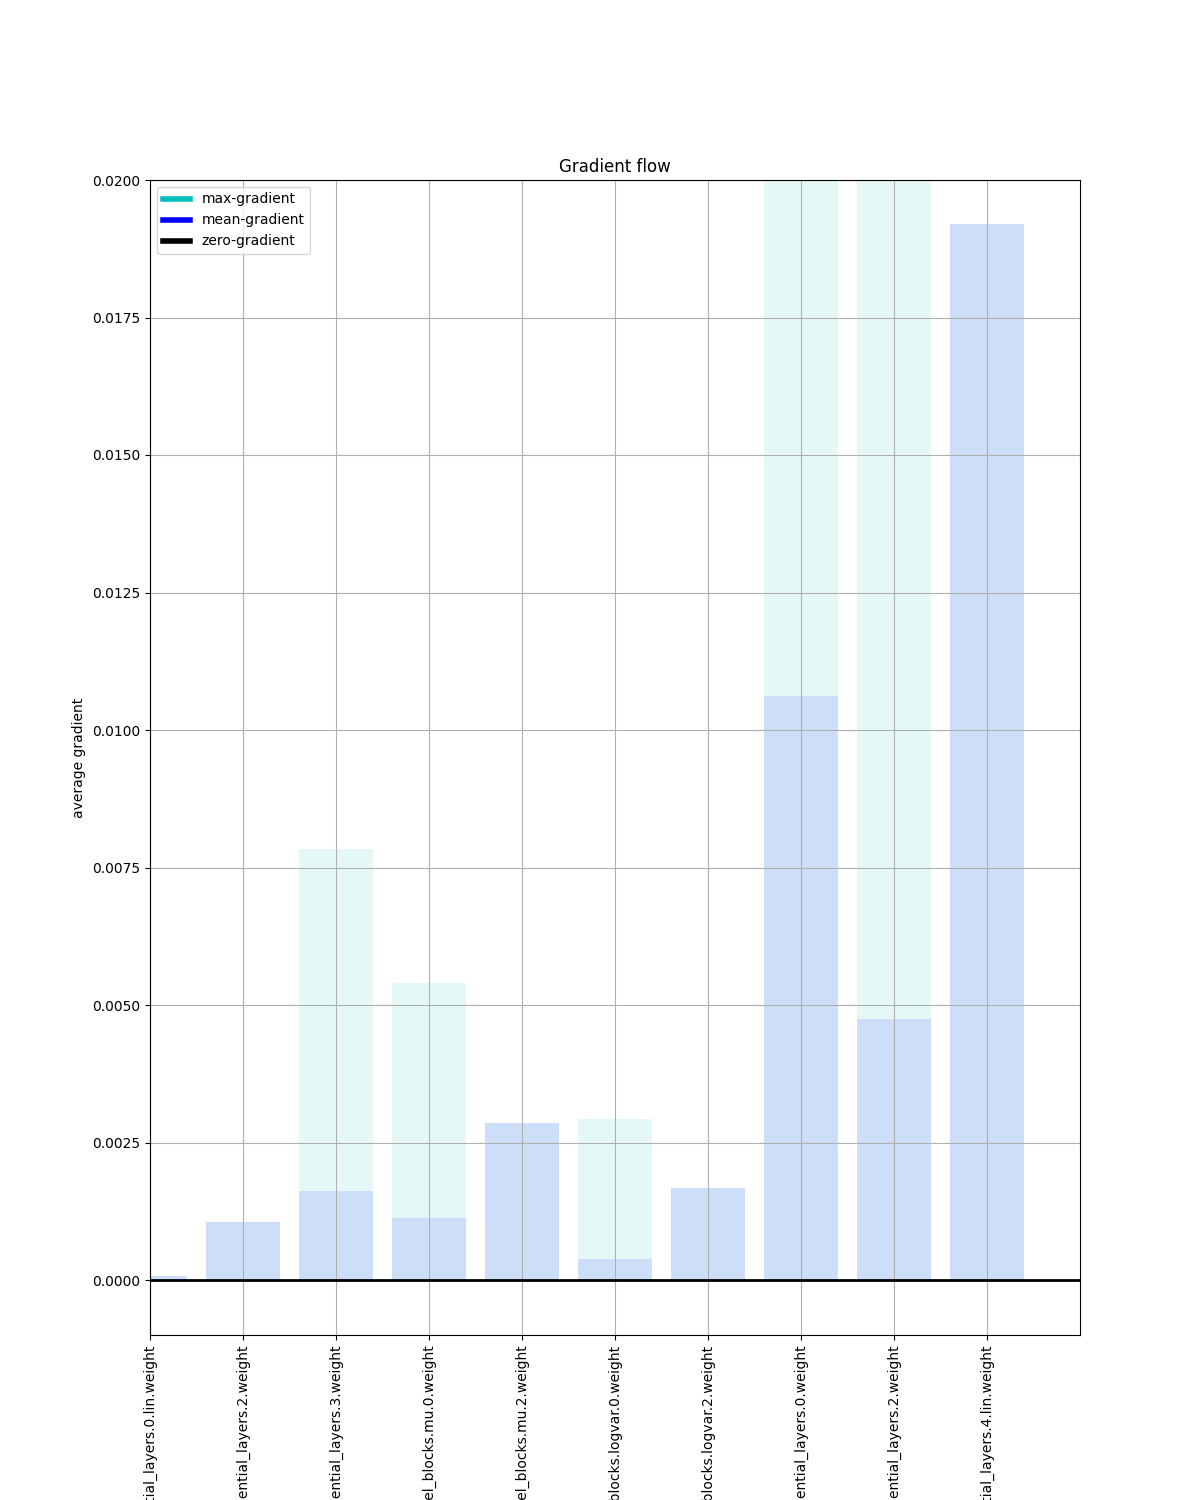 Gradient flow
max-gradient
mean-gradient
zero-gradient
0.0200
0.0175
0.0150
0.0125
0.0100
0.0075
0.0050
0.0025
0.0000
average gradient
tial_layers.0.lin.weight
ential_layers.2.weight
ential_layers.3.weight
el_blocks.mu.0.weight
el_blocks.mu.2.weight
blocks.logvar.0.weight
blocks.logvar.2.weight
ential_layers.0.weight
ential_layers.2.weight
tial_layers.4.lin.weight